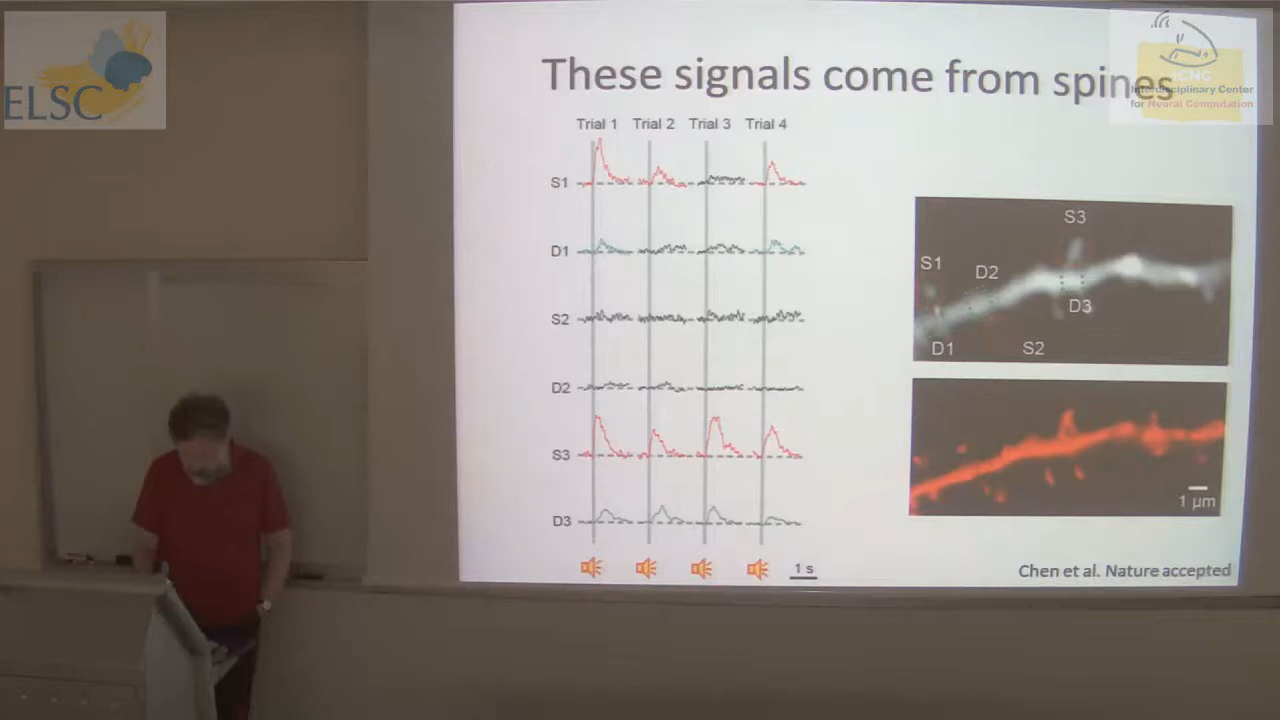 ELSC
ICNC
Interdisciplinary Center
for Neural Computation
These signals come from spines
Trial 1 Trial 2 Trial 3 Trial 4
S1
D1
S2
D2
S3
D3
1 s
S3
S1
D2
D3
D1
S2
1 µm
Chen et al. Nature accepted